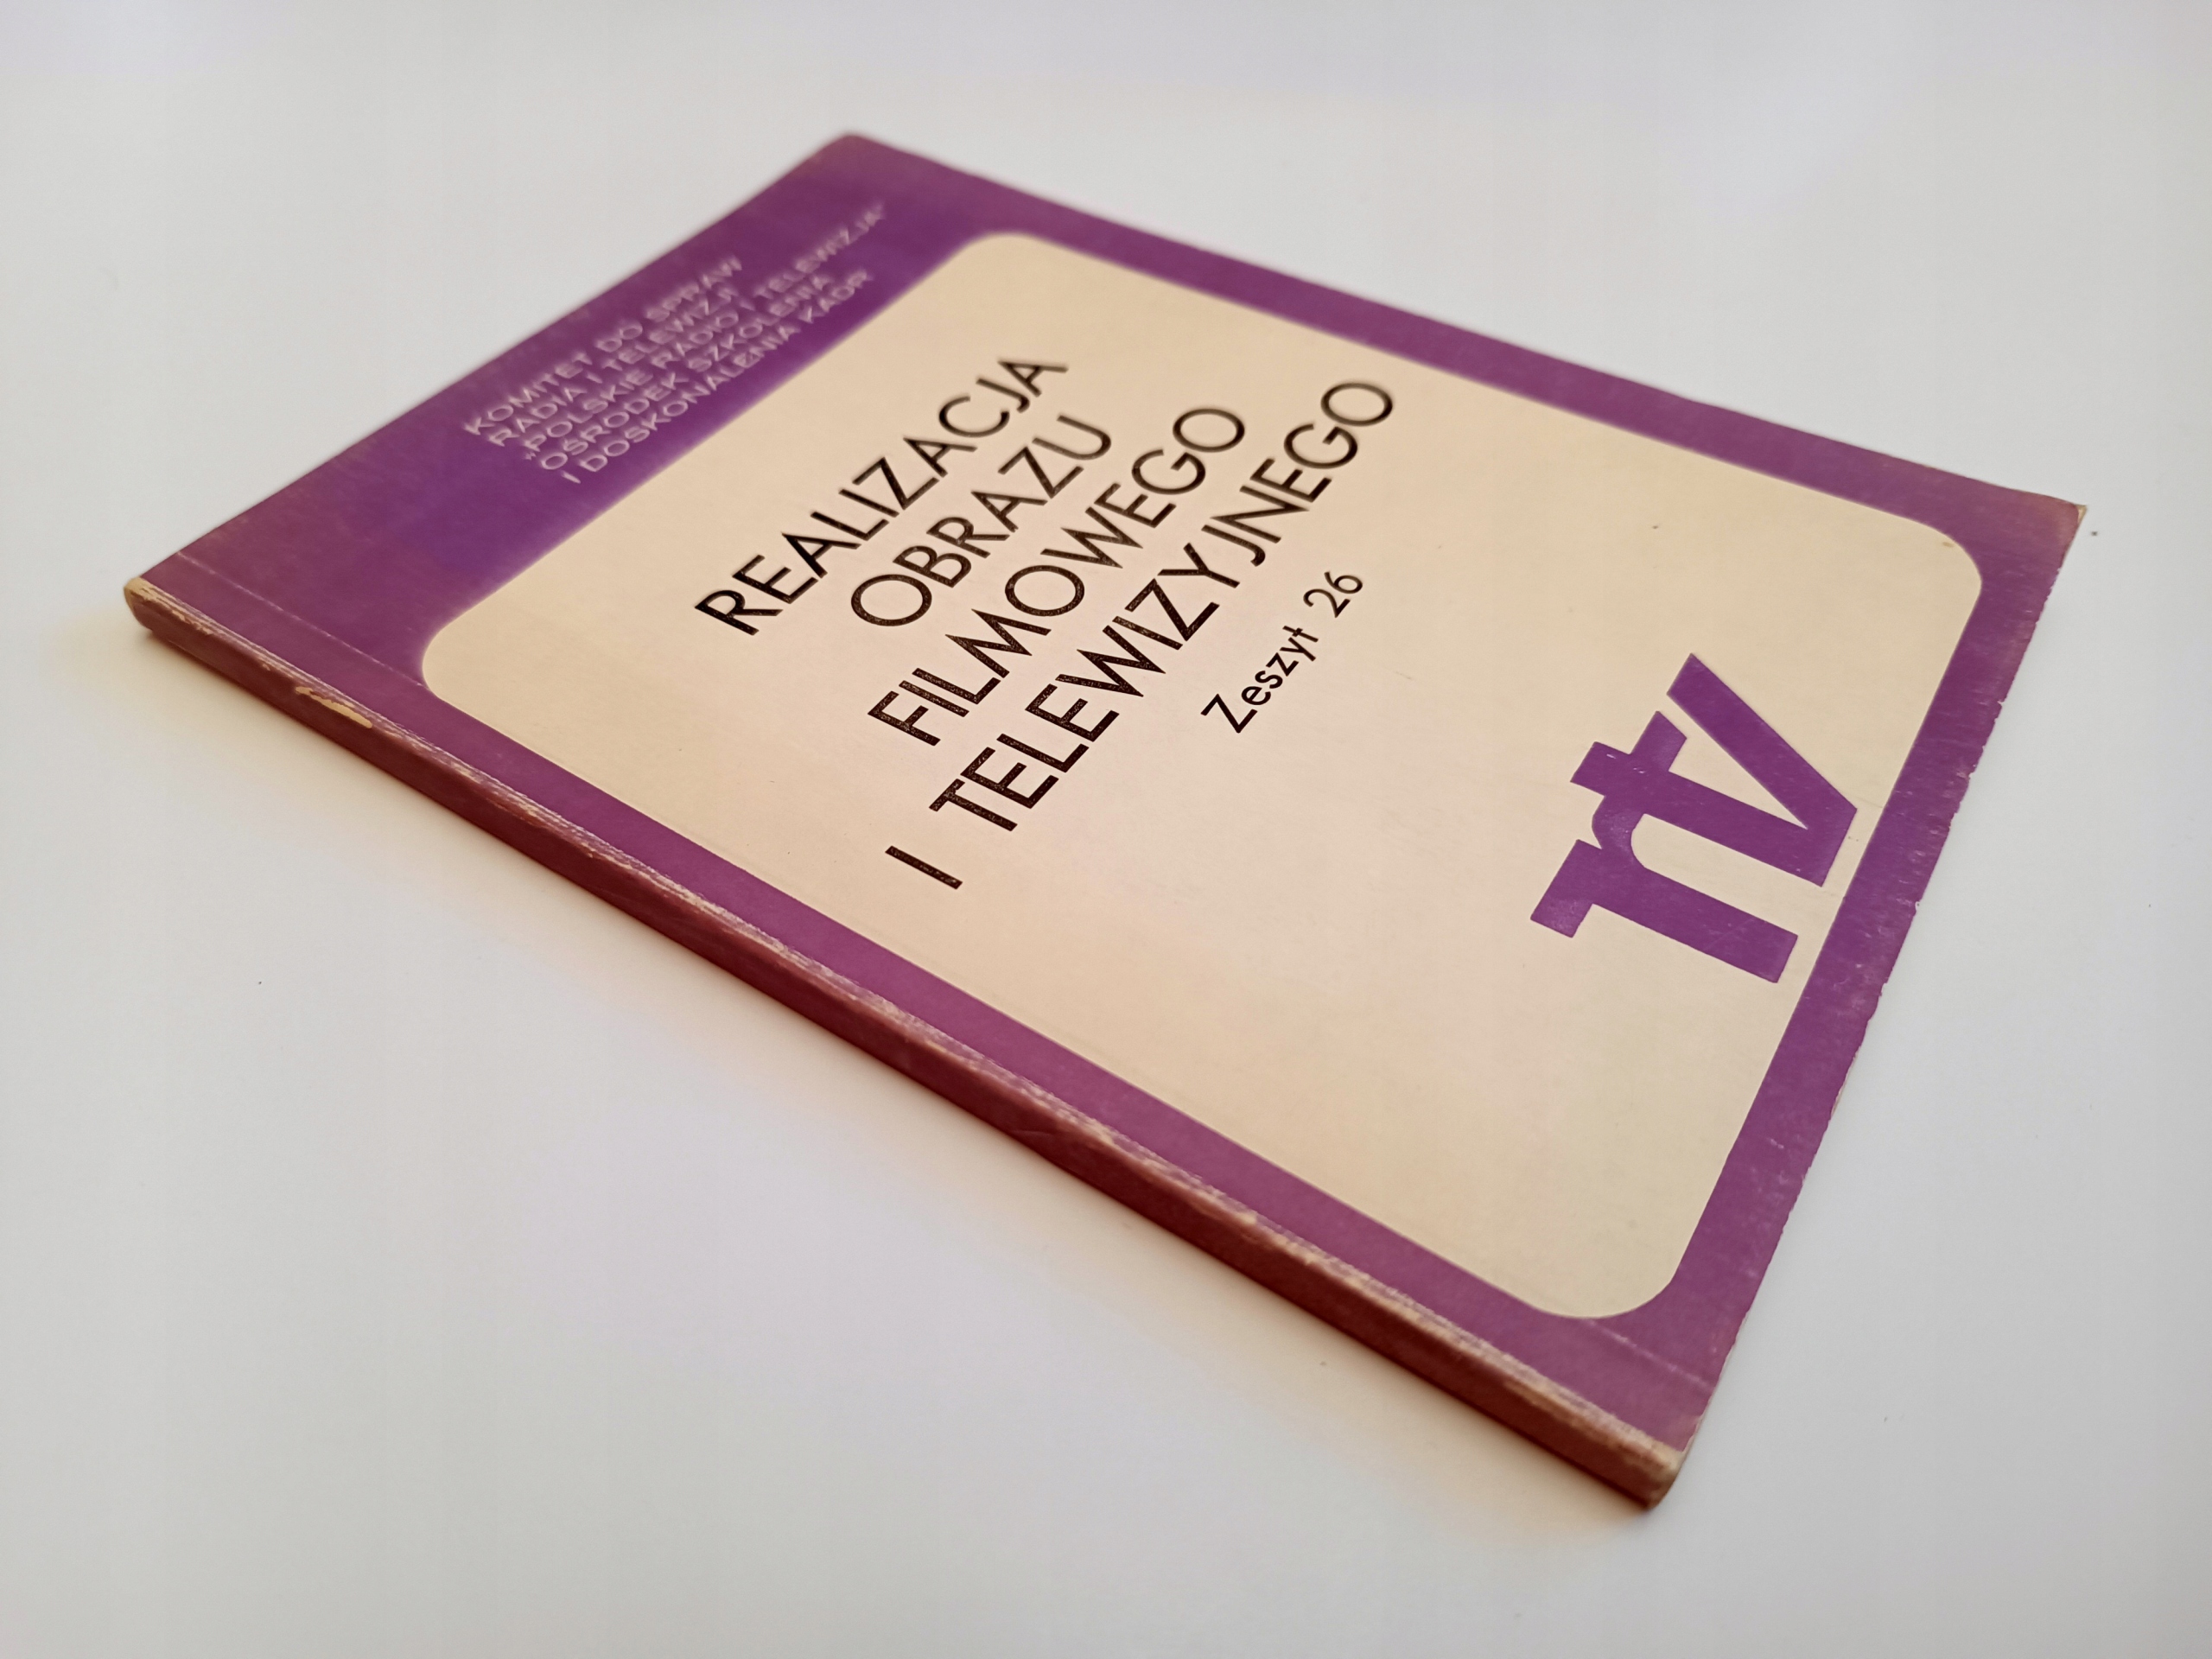 KOMITET DO SPRAW
RADIA I TELEWIZJI
„POLSKIE RADIO I TELEWIZJA”
OŚRODEK SZKOLENIA
I DOSKONALENIA KADR
REALIZACJA
OBRAZU
FILMOWEGO
I TELEWIZYJNEGO
Zeszyt 26
rtv